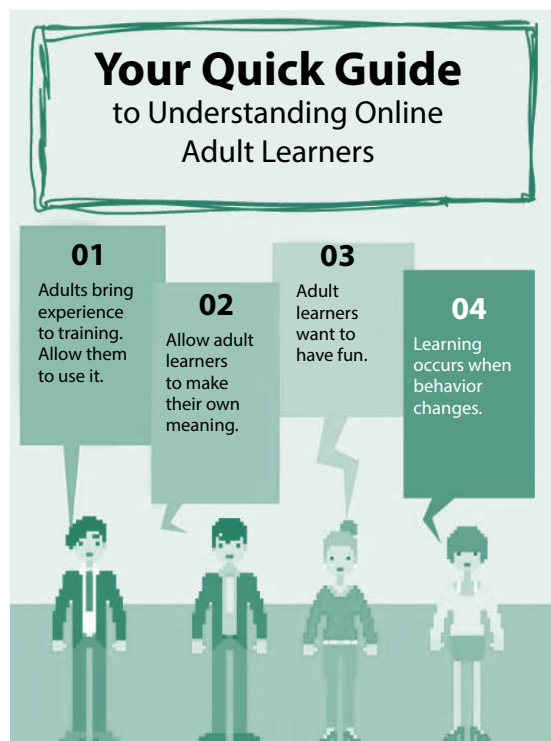 Your Quick Guide
to Understanding Online
Adult Learners
01
Adults bring
experience
to training.
Allow them
to use it.
02
Allow adult
learners
to make
their own
meaning.
03
Adult
learners
want to
have fun.
04
Learning
occurs when
behavior
changes.